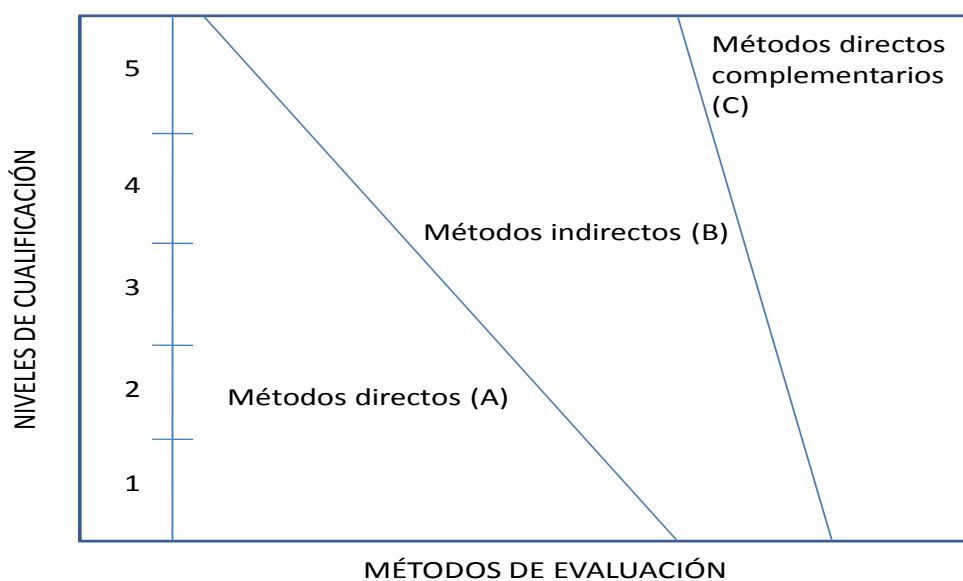 NIVELES DE CUALIFICACIÓN
5
4
3
2
1
Métodos directos
complementarios
(C)
Métodos indirectos (B)
Métodos directos (A)
MÉTODOS DE EVALUACIÓN